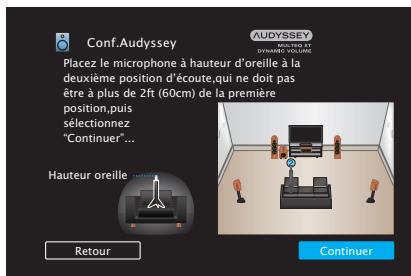 Conf.Audyssey
AUDYSSEY
MULTEQ XT
DYNAMIC VOLUME
Placez le microphone à hauteur d’oreille à la
deuxième position d’écoute,qui ne doit pas
être à plus de 2ft (60cm) de la première
position,puis
sélectionnez
“Continuer”...
Hauteur oreille
Retour
Continuer